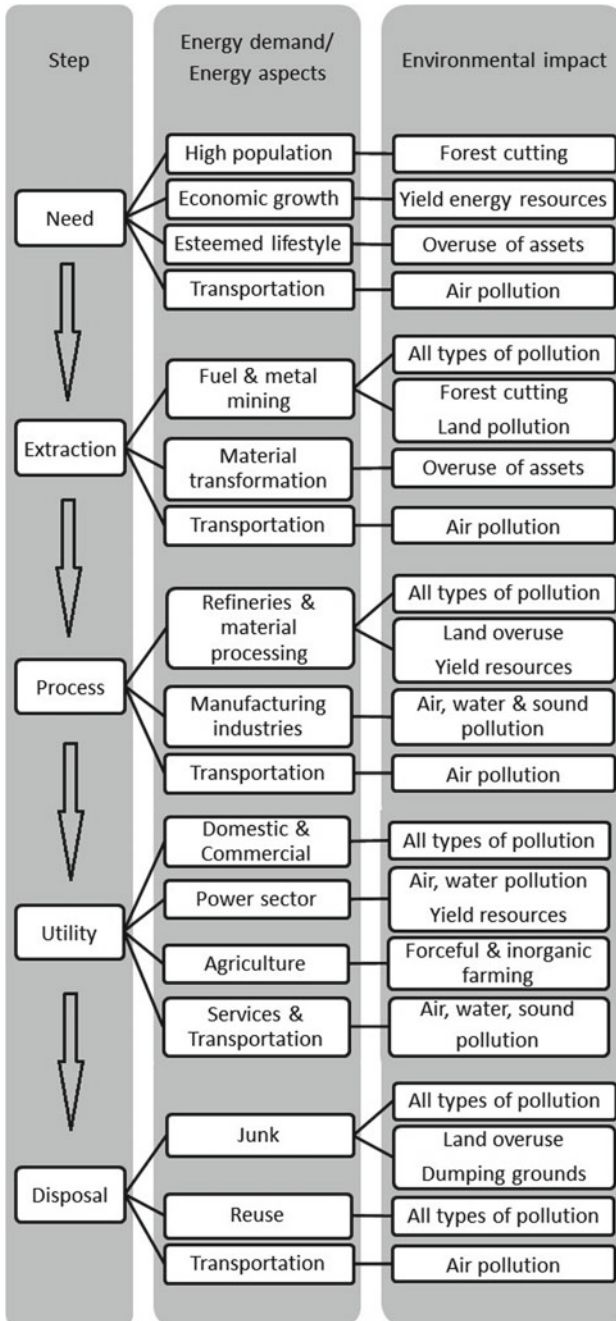 Step
Energy demand/
Energy aspects
Environmental impact
Need
High population
Forest cutting
Economic growth
Yield energy resources
Esteemed lifestyle
Overuse of assets
Transportation
Air pollution
Extraction
Fuel & metal
mining
All types of pollution
Forest cutting
Land pollution
Material
transformation
Overuse of assets
Transportation
Air pollution
Process
Refineries &
material
processing
All types of pollution
Land overuse
Yield resources
Manufacturing
industries
Air, water & sound
pollution
Transportation
Air pollution
Utility
Domestic &
Commercial
All types of pollution
Power sector
Air, water pollution
Yield resources
Agriculture
Forceful & inorganic
farming
Services &
Transportation
Air, water, sound
pollution
Disposal
Junk
All types of pollution
Land overuse
Dumping grounds
Reuse
All types of pollution
Transportation
Air pollution